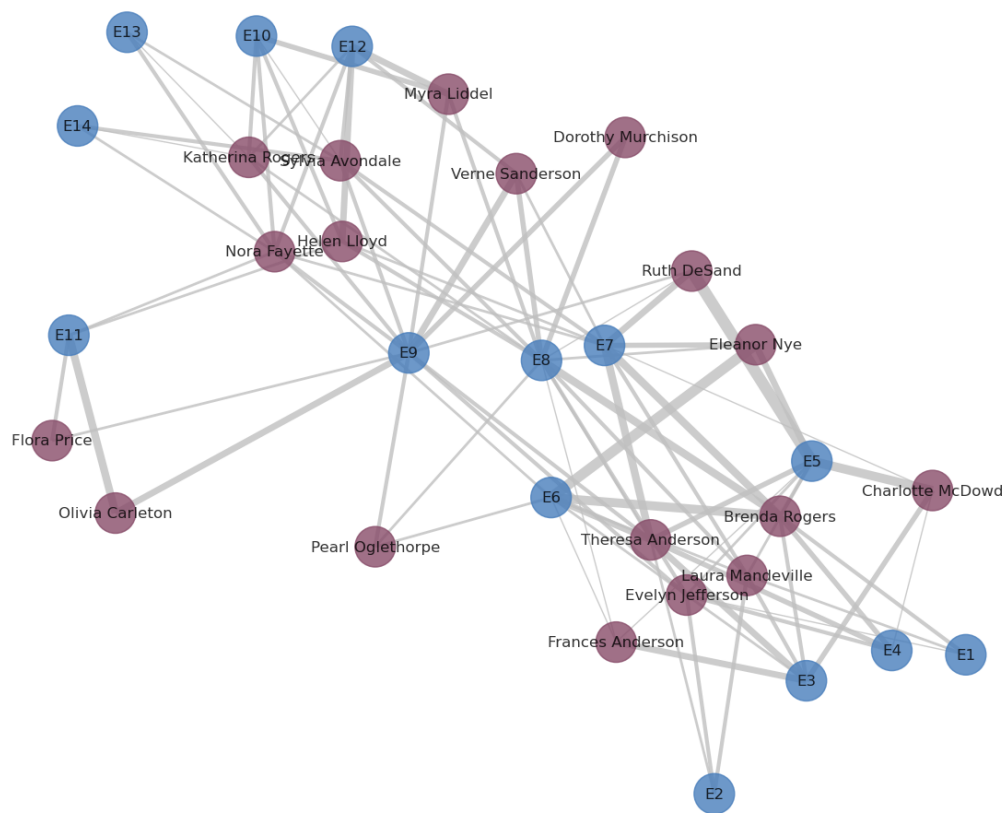 E13
E10
E12
Myra Liddel
E14
Dorothy Murchison
Katherina Rogers
Sylvia Avondale
Verne Sanderson
Nora Fayette
Helen Lloyd
Ruth DeSand
E11
E9
E8
E7
Eleanor Nye
Flora Price
E5
Olivia Carleton
E6
Charlotte McDowd
Brenda Rogers
Pearl Oglethorpe
Theresa Anderson
Laura Mandeville
Evelyn Jefferson
Frances Anderson
E4
E1
E3
E2